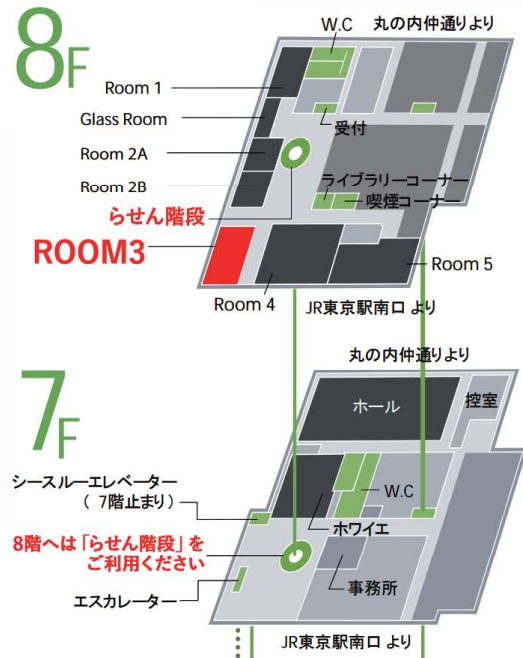 8F
W.C
丸の内仲通りより
Room 1
Glass Room
受付
Room 2A
ライブラリーコーナー
Room 2B
喫煙コーナー
らせん階段
ROOM3
Room 5
Room 4
JR東京駅南口 より
丸の内仲通りより
7F
ホール
控室
シースルーエレベーター
( 7階止まり)
W.C
ホワイエ
8階へは「らせん階段」を
ご利用ください
事務所
エスカレーター
JR東京駅南口 より